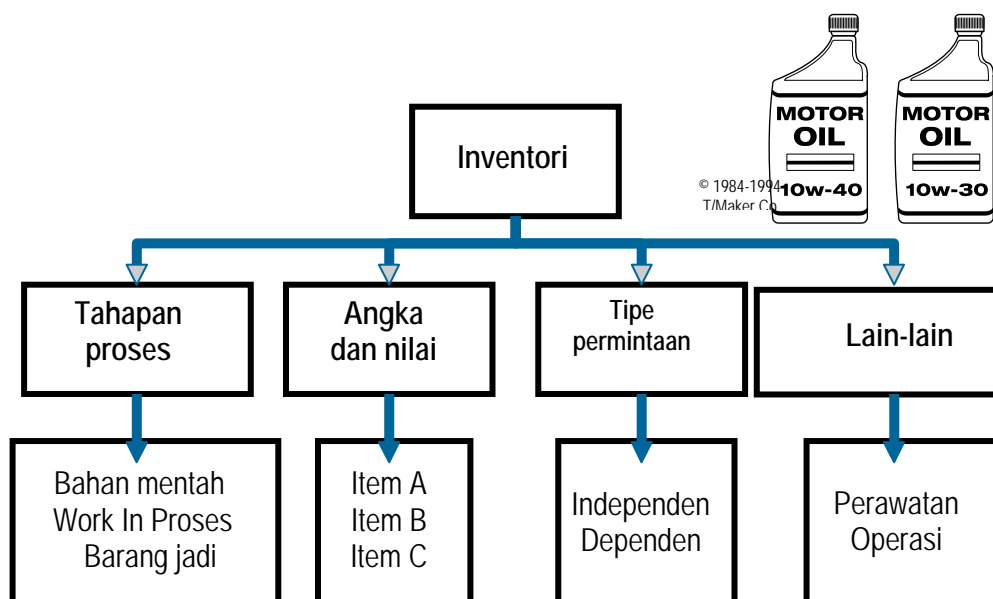 MOTOR
OIL
10w-40
MOTOR
OIL
10w-30
© 1984-1994
T/Maker Co
Inventori
Tahapan
proses
Angka
dan nilai
Tipe
permintaan
Lain-lain
Bahan mentah
Work In Proses
Barang jadi
Item A
Item B
Item C
Independen
Dependen
Perawatan
Operasi